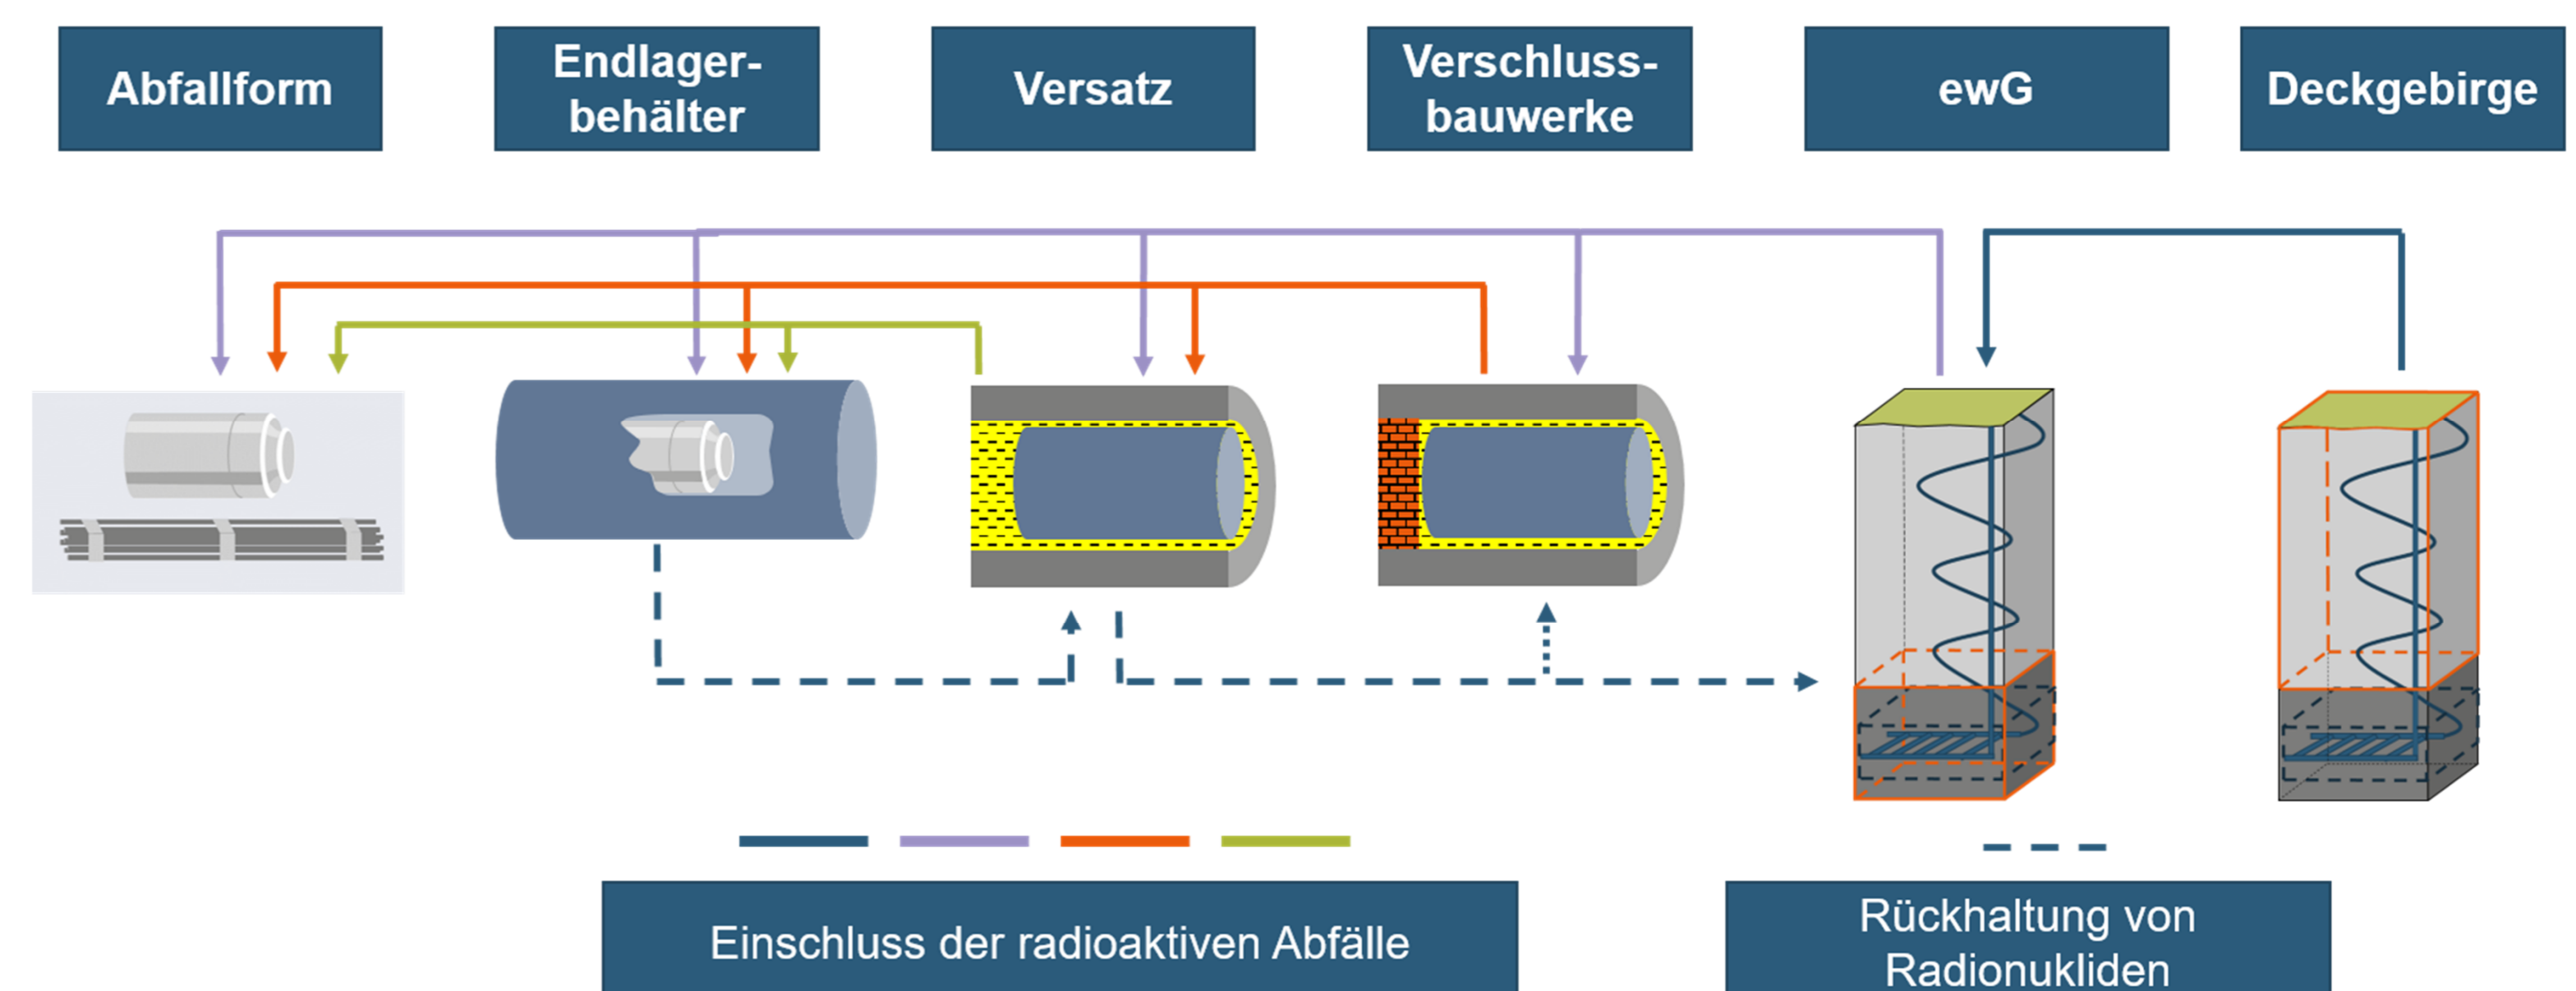 Abfallform
Endlager-
behälter
Versatz
Verschluss-
bauwerke
ewG
Deckgebirge
Einschluss der radioaktiven Abfälle
Rückhaltung von
Radionukliden